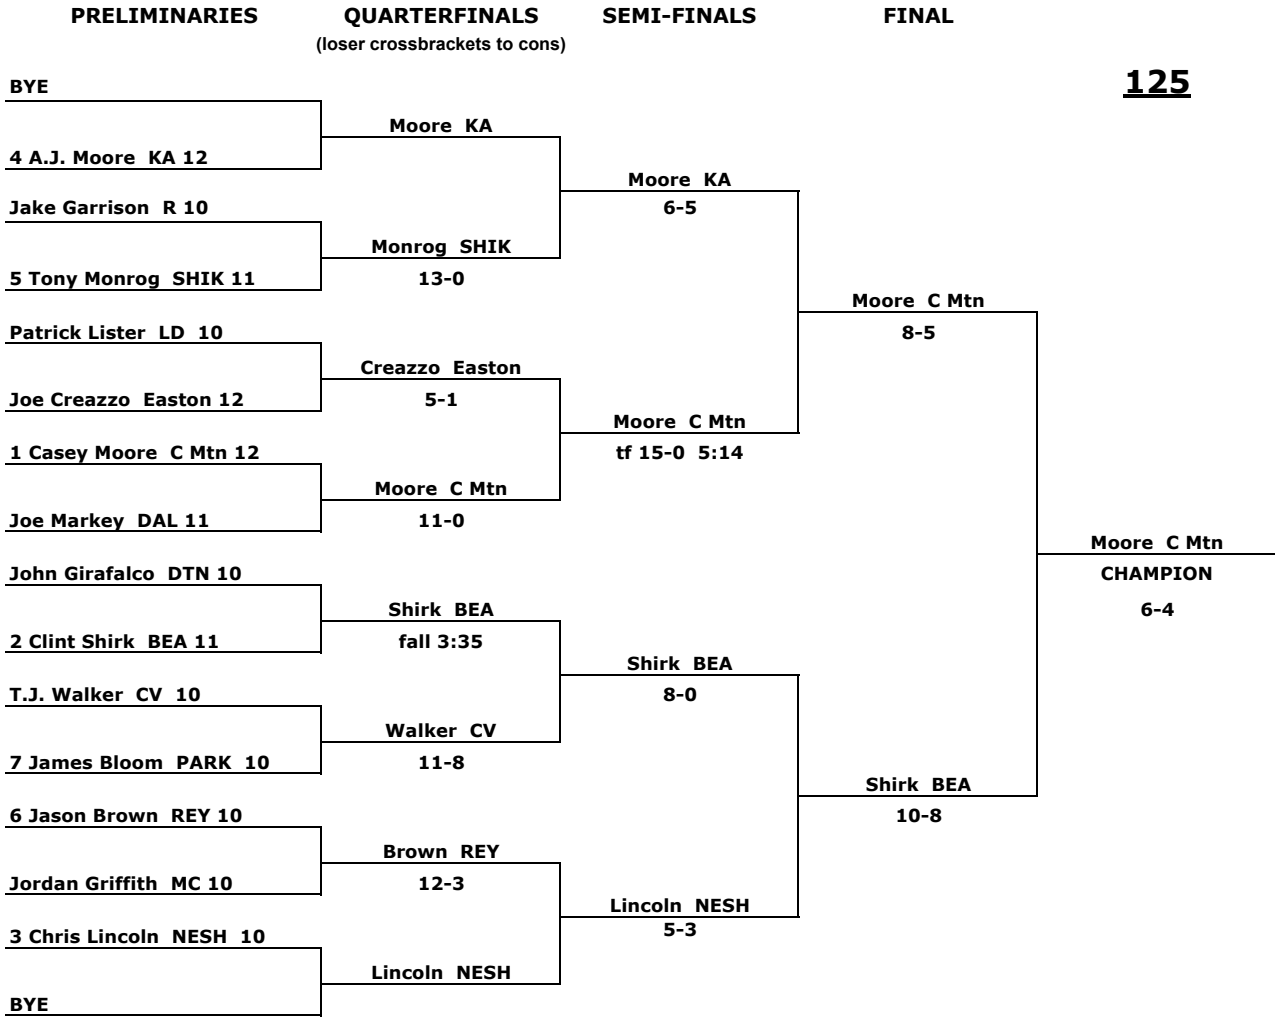 PRELIMINARIES QUARTERFINALS SEMI-FINALS FINAL
(loser crossbrackets to cons)
125
BYE
Moore KA
4 A.J. Moore KA 12
Moore KA
Jake Garrison R 10
6-5
Monrog SHIK
5 Tony Monrog SHIK 11
13-0
Moore C Mtn
Patrick Lister LD 10
8-5
Creazzo Easton
Joe Creazzo Easton 12
5-1
Moore C Mtn
1 Casey Moore C Mtn 12
tf 15-0 5:14
Moore C Mtn
Joe Markey DAL 11
11-0
Moore C Mtn
John Girafalco DTN 10
CHAMPION
Shirk BEA
6-4
2 Clint Shirk BEA 11
fall 3:35
Shirk BEA
T.J. Walker CV 10
8-0
Walker CV
7 James Bloom PARK 10
11-8
Shirk BEA
6 Jason Brown REY 10
10-8
Brown REY
Jordan Griffith MC 10
12-3
Lincoln NESH
5-3
3 Chris Lincoln NESH 10
Lincoln NESH
BYE